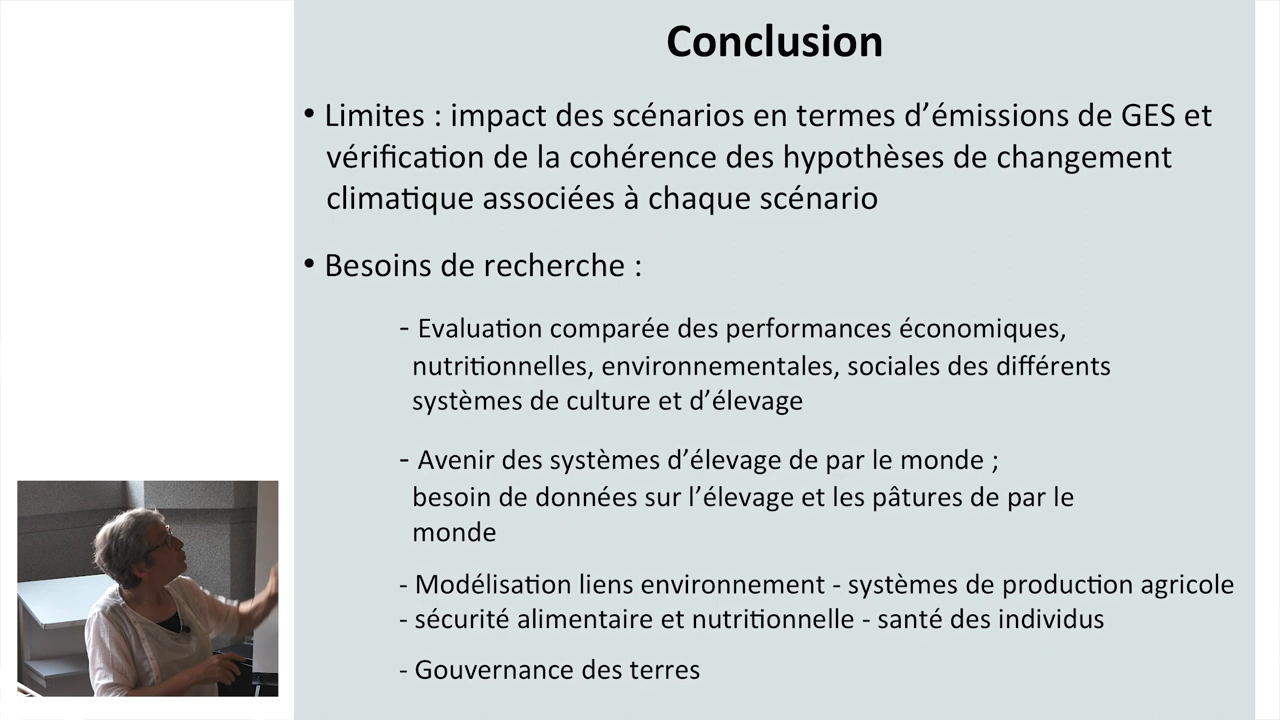 Conclusion
• Limites : impact des scénarios en termes d’émissions de GES et
vérification de la cohérence des hypothèses de changement
climatique associées à chaque scénario
• Besoins de recherche :
- Evaluation comparée des performances économiques,
nutritionnelles, environnementales, sociales des différents
systèmes de culture et d’élevage
- Avenir des systèmes d’élevage de par le monde ;
besoin de données sur l’élevage et les pâtures de par le
monde
- Modélisation liens environnement - systèmes de production agricole
- sécurité alimentaire et nutritionnelle - santé des individus
- Gouvernance des terres